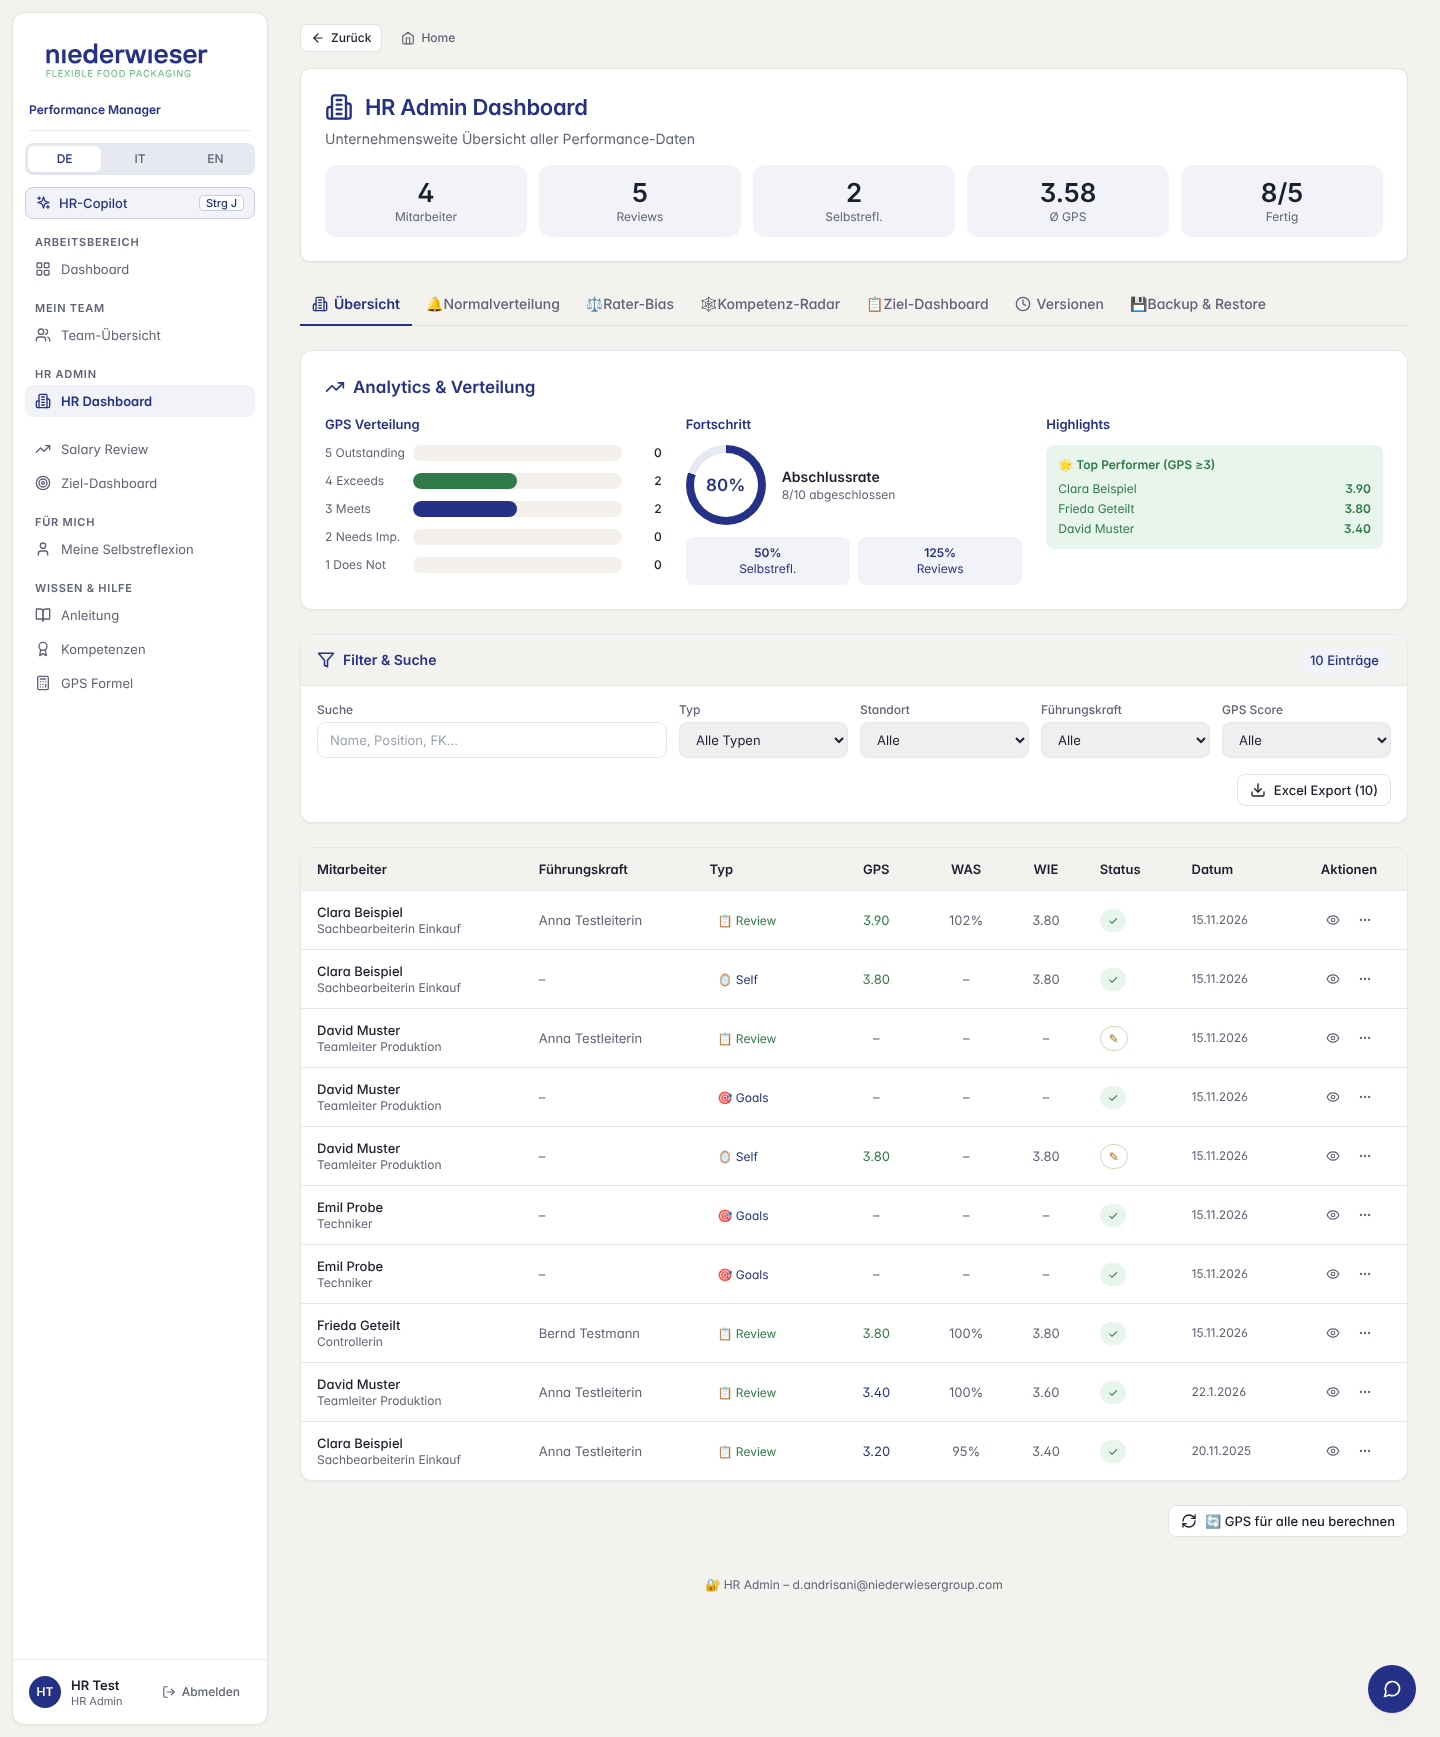 niederwieser
FLEXIBLE FOOD PACKAGING
Performance Manager
DE IT EN
HR-Copilot Strg J
ARBEITSBEREICH
Dashboard
MEIN TEAM
Team-Übersicht
HR ADMIN
HR Dashboard
Salary Review
Ziel-Dashboard
FÜR MICH
Meine Selbstreflexion
WISSEN & HILFE
Anleitung
Kompetenzen
GPS Formel
HT
HR Test
HR Admin
Abmelden
Zurück Home
HR Admin Dashboard
Unternehmensweite Übersicht aller Performance-Daten
4 5 2 3.58 8/5
Mitarbeiter Reviews Selbstrefl. Ø GPS Fertig
Übersicht 🔔Normalverteilung ⚖️Rater-Bias 🕸️Kompetenz-Radar 📋Ziel-Dashboard Versionen 💾Backup & Restore
Analytics & Verteilung
GPS Verteilung
5 Outstanding 0
4 Exceeds 2
3 Meets 2
2 Needs Imp. 0
1 Does Not 0
Fortschritt
80%
Abschlussrate
8/10 abgeschlossen
50% 125%
Selbstrefl. Reviews
Highlights
🌟 Top Performer (GPS ≥3)
Clara Beispiel 3.90
Frieda Geteilt 3.80
David Muster 3.40
Filter & Suche 10 Einträge
Suche Typ Standort Führungskraft GPS Score
Name, Position, FK... Alle Typen Alle Alle Alle
Excel Export (10)
Mitarbeiter Führungskraft Typ GPS WAS WIE Status Datum Aktionen
Clara Beispiel
Sachbearbeiterin Einkauf
Anna Testleiterin 📋 Review 3.90 102% 3.80 ✓ 15.11.2026 ···
Clara Beispiel
Sachbearbeiterin Einkauf
– 🪞 Self 3.80 – 3.80 ✓ 15.11.2026 ···
David Muster
Teamleiter Produktion
Anna Testleiterin 📋 Review – – – ✎ 15.11.2026 ···
David Muster
Teamleiter Produktion
– 🎯 Goals – – – ✓ 15.11.2026 ···
David Muster
Teamleiter Produktion
– 🪞 Self 3.80 – 3.80 ✎ 15.11.2026 ···
Emil Probe
Techniker
– 🎯 Goals – – – ✓ 15.11.2026 ···
Emil Probe
Techniker
– 🎯 Goals – – – ✓ 15.11.2026 ···
Frieda Geteilt
Controllerin
Bernd Testmann 📋 Review 3.80 100% 3.80 ✓ 15.11.2026 ···
David Muster
Teamleiter Produktion
Anna Testleiterin 📋 Review 3.40 100% 3.60 ✓ 22.1.2026 ···
Clara Beispiel
Sachbearbeiterin Einkauf
Anna Testleiterin 📋 Review 3.20 95% 3.40 ✓ 20.11.2025 ···
🔄 GPS für alle neu berechnen
🔐 HR Admin – d.andrisani@niederwiesergroup.com